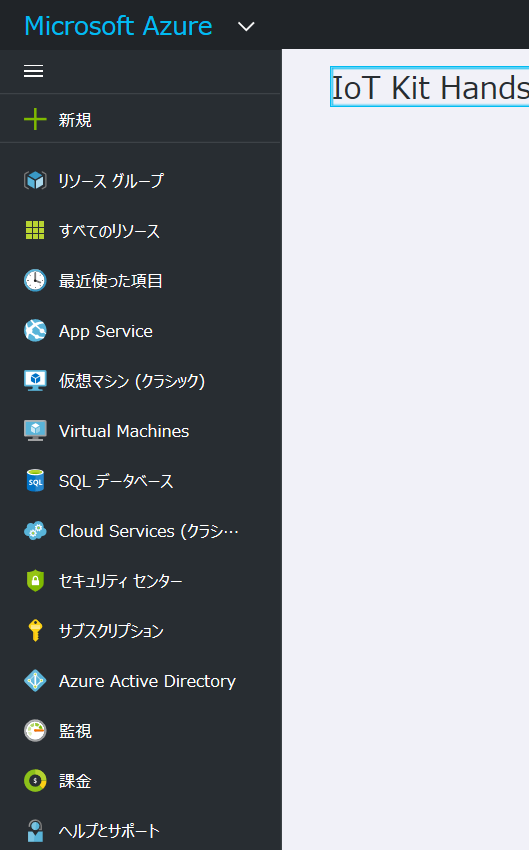 Microsoft Azure
IoT Kit Hands
新規
リソース グループ
すべてのリソース
最近使った項目
App Service
仮想マシン (クラシック)
Virtual Machines
SQL データベース
Cloud Services (クラシ…
セキュリティ センター
サブスクリプション
Azure Active Directory
監視
課金
ヘルプとサポート